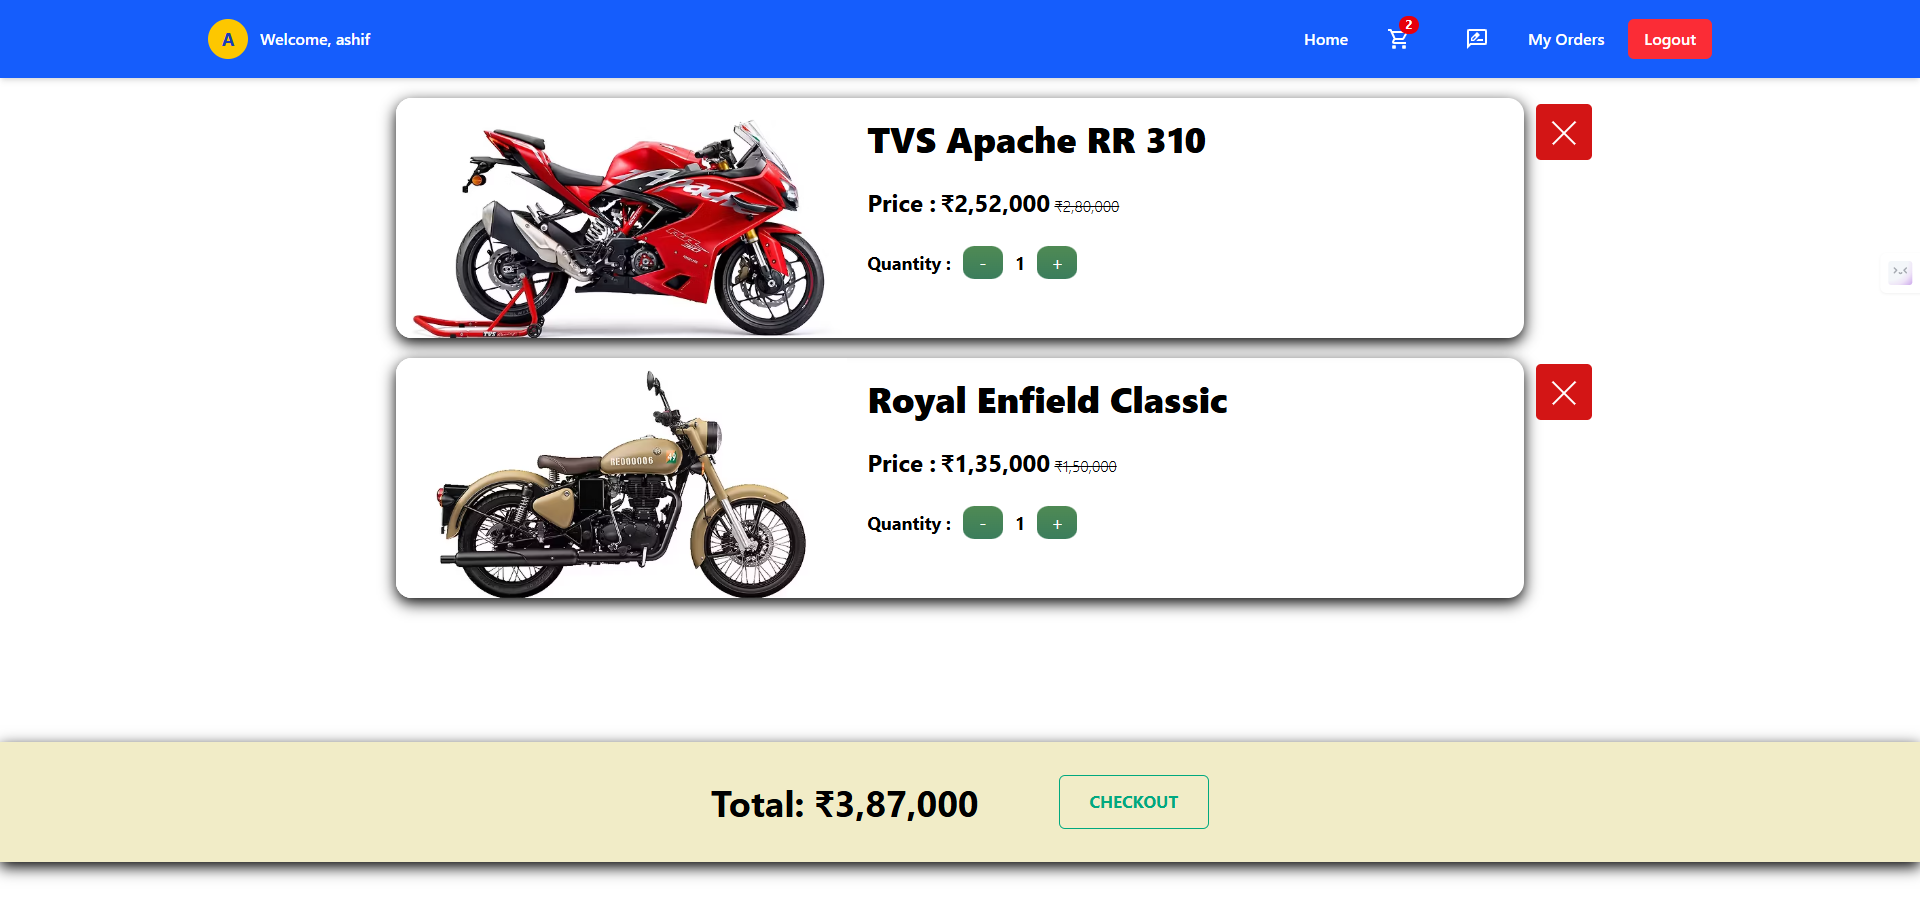 A Welcome, ashif Home 2 My Orders Logout
TVS Apache RR 310
Price : ₹2,52,000 ₹2,80,000
Quantity : - 1 +
Royal Enfield Classic
Price : ₹1,35,000 ₹1,50,000
Quantity : - 1 +
Total: ₹3,87,000 CHECKOUT